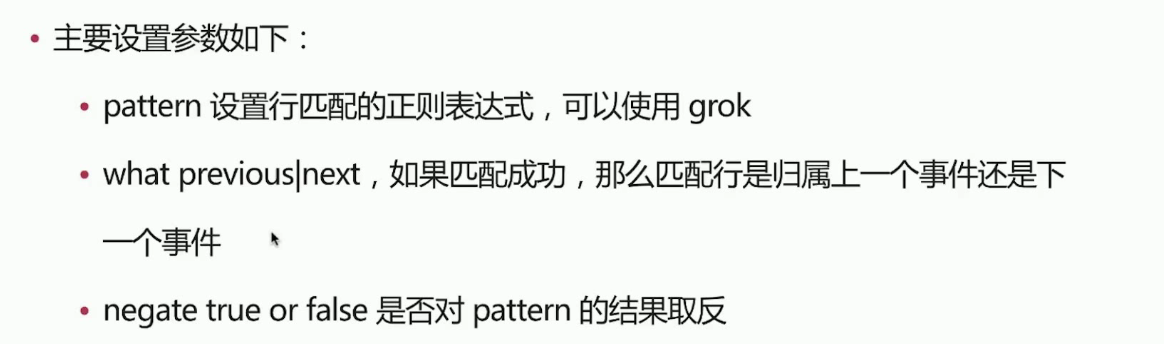 • 主要设置参数如下：
• pattern 设置行匹配的正则表达式，可以使用 grok
• what previous|next，如果匹配成功，那么匹配行是归属上一个事件还是下
一个事件
• negate true or false 是否对 pattern 的结果取反